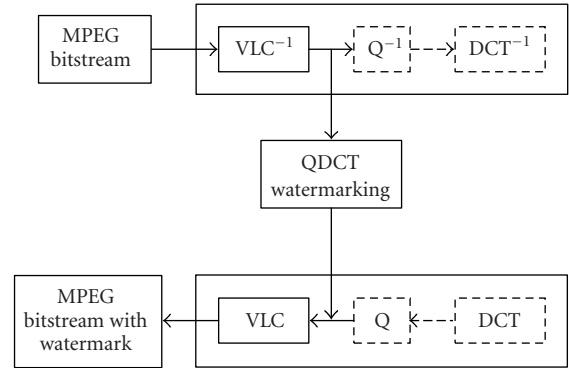 MPEG
bitstream
VLC⁻¹
Q⁻¹
DCT⁻¹
QDCT
watermarking
MPEG
bitstream with
watermark
VLC
Q
DCT